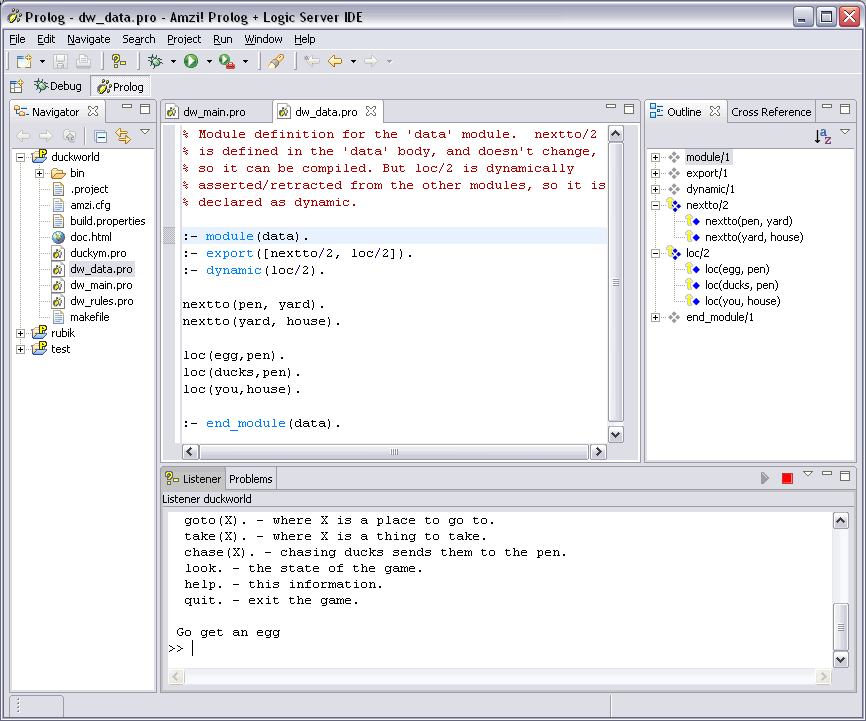 Prolog - dw_data.pro - Amzi! Prolog + Logic Server IDE
File Edit Navigate Search Project Run Window Help
Debug Prolog
Navigator
duckworld
bin
.project
amzi.cfg
build.properties
doc.html
duckym.pro
dw_data.pro
dw_main.pro
dw_rules.pro
makefile
rubik
test
dw_main.pro dw_data.pro
% Module definition for the 'data' module.  nextto/2
% is defined in the 'data' body, and doesn't change,
% so it can be compiled. But loc/2 is dynamically
% asserted/retracted from the other modules, so it is
% declared as dynamic.
:- module(data).
:- export([nextto/2, loc/2]).
:- dynamic(loc/2).
nextto(pen, yard).
nextto(yard, house).
loc(egg,pen).
loc(ducks,pen).
loc(you,house).
:- end_module(data).
Outline Cross Reference
module/1
export/1
dynamic/1
nextto/2
nextto(pen, yard)
nextto(yard, house)
loc/2
loc(egg, pen)
loc(ducks, pen)
loc(you, house)
end_module/1
Listener Problems
Listener duckworld
goto(X). - where X is a place to go to.
take(X). - where X is a thing to take.
chase(X). - chasing ducks sends them to the pen.
look. - the state of the game.
help. - this information.
quit. - exit the game.
Go get an egg
>>